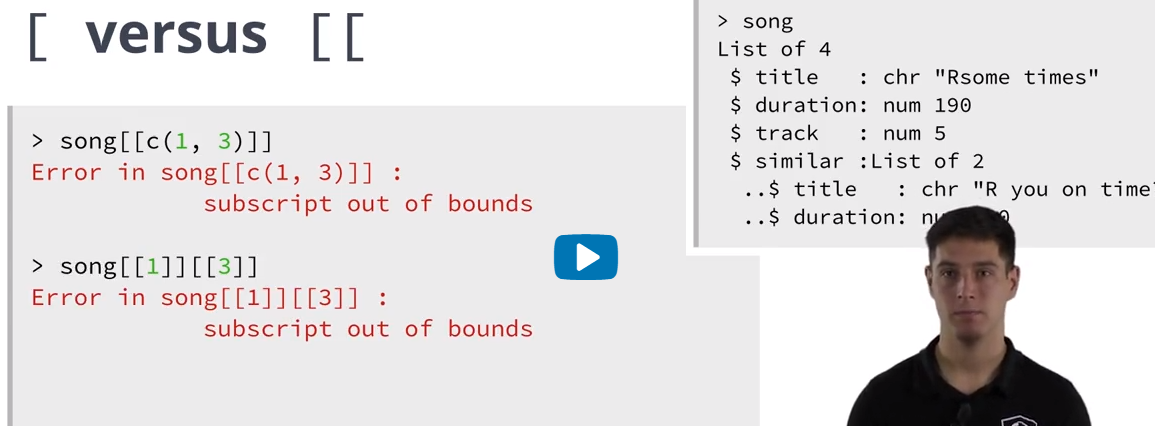 [ versus [[
> song[[c(1, 3)]]
Error in song[[c(1, 3)]] :
subscript out of bounds
> song[[1]][[3]]
Error in song[[1]][[3]] :
subscript out of bounds
> song
List of 4
$ title : chr "Rsome times"
$ duration: num 190
$ track : num 5
$ similar :List of 2
..$ title : chr "R you on time?
..$ duration: